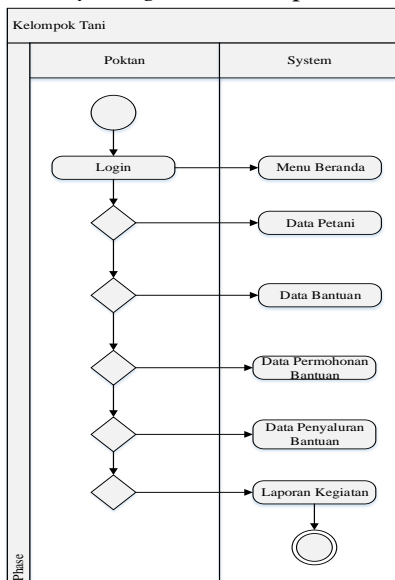 Kelompok Tani
Poktan
System
Login
Menu Beranda
Data Petani
Data Bantuan
Data Permohonan
Bantuan
Data Penyaluran
Bantuan
Laporan Kegiatan
Phase